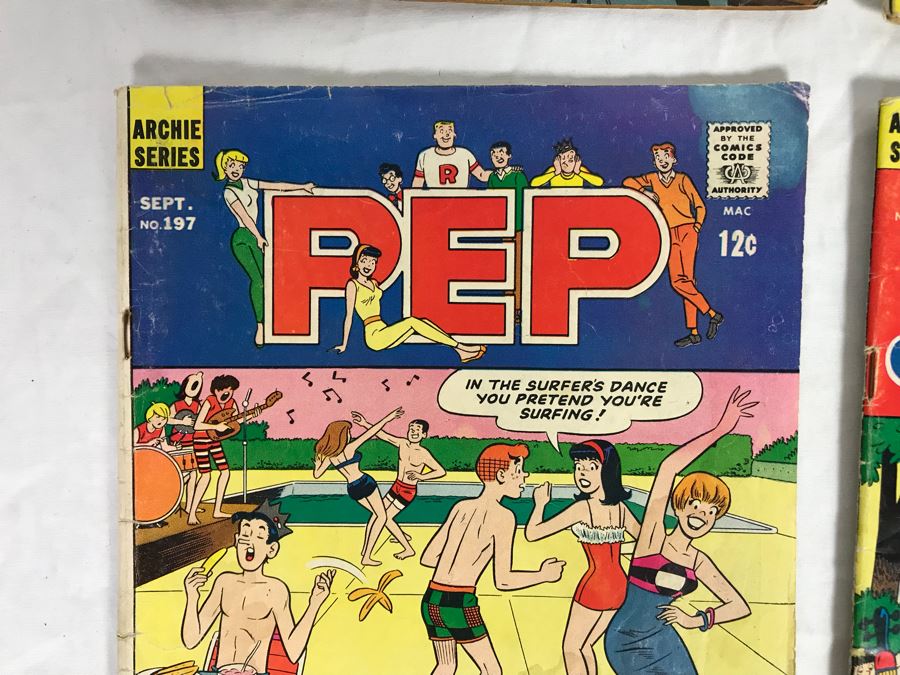 ARCHIE
SERIES
SEPT.
NO. 197
R
PEP
APPROVED
BY THE
COMICS
CODE
CA
AUTHORITY
MAC
12¢
IN THE SURFER'S DANCE
YOU PRETEND YOU'RE
SURFING!
A
S